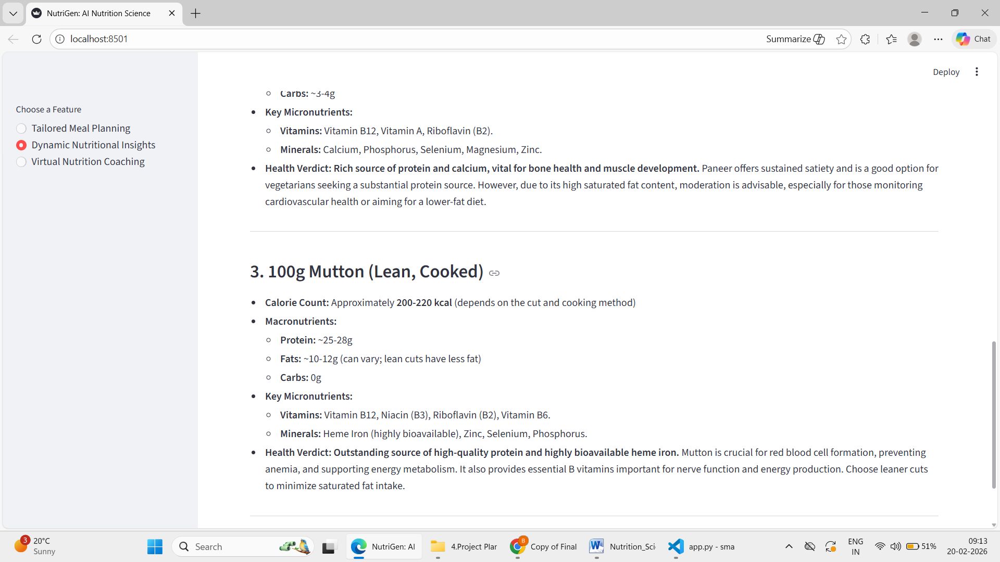 NutriGen: AI Nutrition Science
localhost:8501
Summarize
Chat
Deploy
Choose a Feature
Tailored Meal Planning
Dynamic Nutritional Insights
Virtual Nutrition Coaching
Carbs: ~3-4g
Key Micronutrients:
Vitamins: Vitamin B12, Vitamin A, Riboflavin (B2).
Minerals: Calcium, Phosphorus, Selenium, Magnesium, Zinc.
Health Verdict: Rich source of protein and calcium, vital for bone health and muscle development. Paneer offers sustained satiety and is a good option for
vegetarians seeking a substantial protein source. However, due to its high saturated fat content, moderation is advisable, especially for those monitoring
cardiovascular health or aiming for a lower-fat diet.
3. 100g Mutton (Lean, Cooked)
Calorie Count: Approximately 200-220 kcal (depends on the cut and cooking method)
Macronutrients:
Protein: ~25-28g
Fats: ~10-12g (can vary; lean cuts have less fat)
Carbs: 0g
Key Micronutrients:
Vitamins: Vitamin B12, Niacin (B3), Riboflavin (B2), Vitamin B6.
Minerals: Heme Iron (highly bioavailable), Zinc, Selenium, Phosphorus.
Health Verdict: Outstanding source of high-quality protein and highly bioavailable heme iron. Mutton is crucial for red blood cell formation, preventing
anemia, and supporting energy metabolism. It also provides essential B vitamins important for nerve function and energy production. Choose leaner cuts
to minimize saturated fat intake.
3
20°C
Sunny
Search
NutriGen: AI
4.Project Plar
B
Copy of Final
W
Nutrition_Sci
app.py - sma
ENG
IN
51%
09:13
20-02-2026